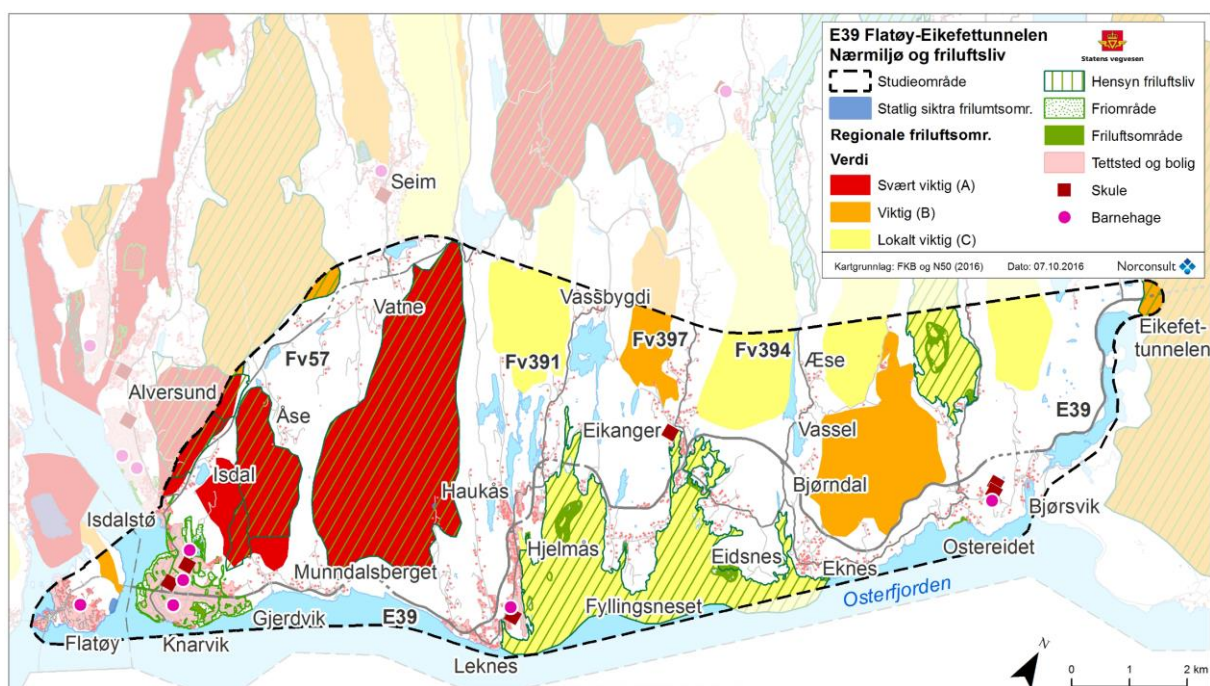 E39 Flatøy-Eikefettunnelen
Nærmiljø og friluftsliv
Statens vegvesen
Studieområde
Statlig siktra frilumtsomr.
Regionale friluftsomr.
Verdi
Svært viktig (A)
Viktig (B)
Lokalt viktig (C)
Hensyn friluftsliv
Friområde
Friluftsområde
Tettsted og bolig
Skule
Barnehage
Kartgrunnlag: FKB og N50 (2016)
Dato: 07.10.2016
Norconsult
Seim
Vatne
Vassbygdi
Fv57
Fv391
Fv397
Fv394
Æse
Eikefet-
tunnelen
Alversund
Åse
E39
Eikanger
Vassel
Isdal
Haukås
Bjørndal
Isdalstø
Bjørsvik
Hjelmås
Eidsnes
Ostereidet
Munndalsberget
Eknes
Fyllingsneset
Osterfjorden
Gjerdvik
E39
Flatøy
Knarvik
Leknes
N
0 1 2 km